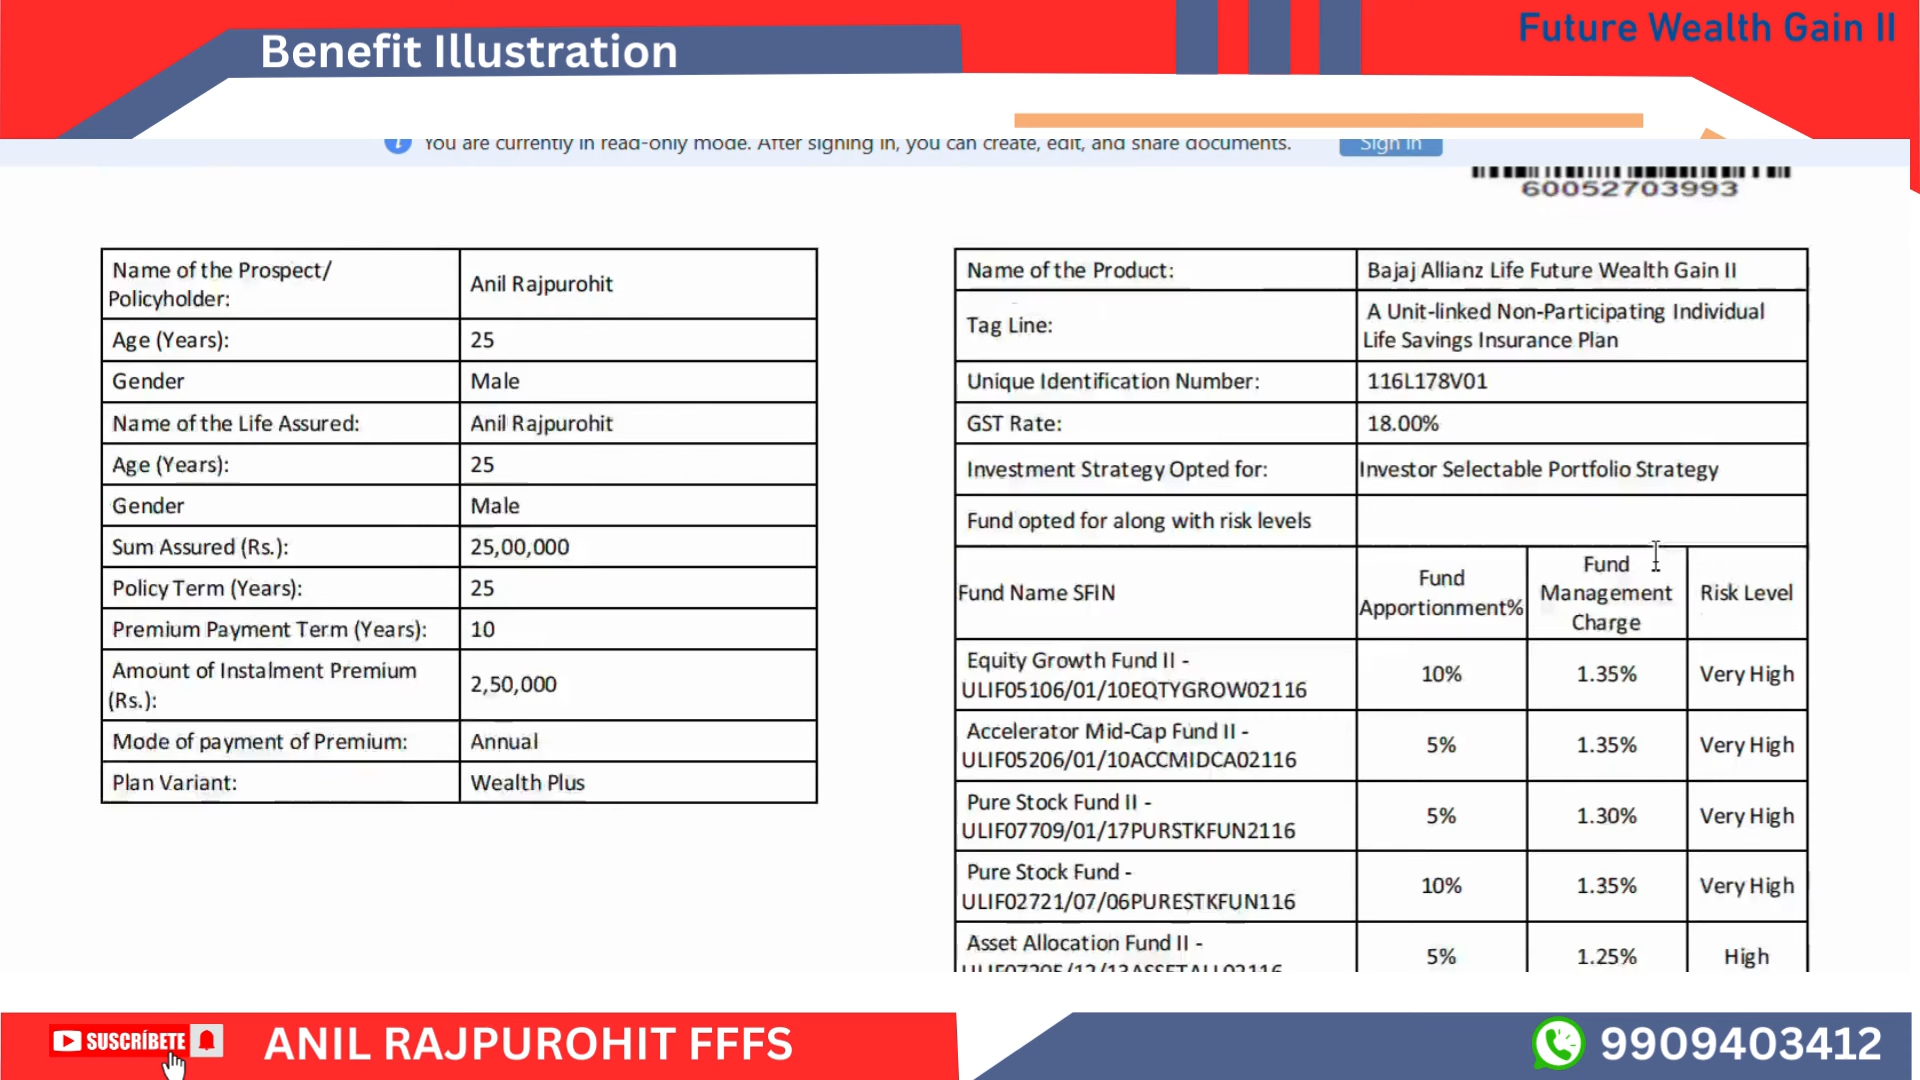 Benefit Illustration
Future Wealth Gain II
You are currently in read-only mode. After signing in, you can create, edit, and share documents.
Sign in
60052703993
Name of the Prospect/
Policyholder:
Anil Rajpurohit
Age (Years):
25
Gender
Male
Name of the Life Assured:
Anil Rajpurohit
Age (Years):
25
Gender
Male
Sum Assured (Rs.):
25,00,000
Policy Term (Years):
25
Premium Payment Term (Years):
10
Amount of Instalment Premium
(Rs.):
2,50,000
Mode of payment of Premium:
Annual
Plan Variant:
Wealth Plus
Name of the Product:
Bajaj Allianz Life Future Wealth Gain II
Tag Line:
A Unit-linked Non-Participating Individual
Life Savings Insurance Plan
Unique Identification Number:
116L178V01
GST Rate:
18.00%
Investment Strategy Opted for:
Investor Selectable Portfolio Strategy
Fund opted for along with risk levels
Fund Name SFIN
Fund
Apportionment%
Fund
Management
Charge
Risk Level
Equity Growth Fund II -
ULIF05106/01/10EQTYGROW02116
10%
1.35%
Very High
Accelerator Mid-Cap Fund II -
ULIF05206/01/10ACCMIDCA02116
5%
1.35%
Very High
Pure Stock Fund II -
ULIF07709/01/17PURSTKFUN2116
5%
1.30%
Very High
Pure Stock Fund -
ULIF02721/07/06PURESTKFUN116
10%
1.35%
Very High
Asset Allocation Fund II -
5%
1.25%
High
SUSCRÍBETE
ANIL RAJPUROHIT FFFS
9909403412